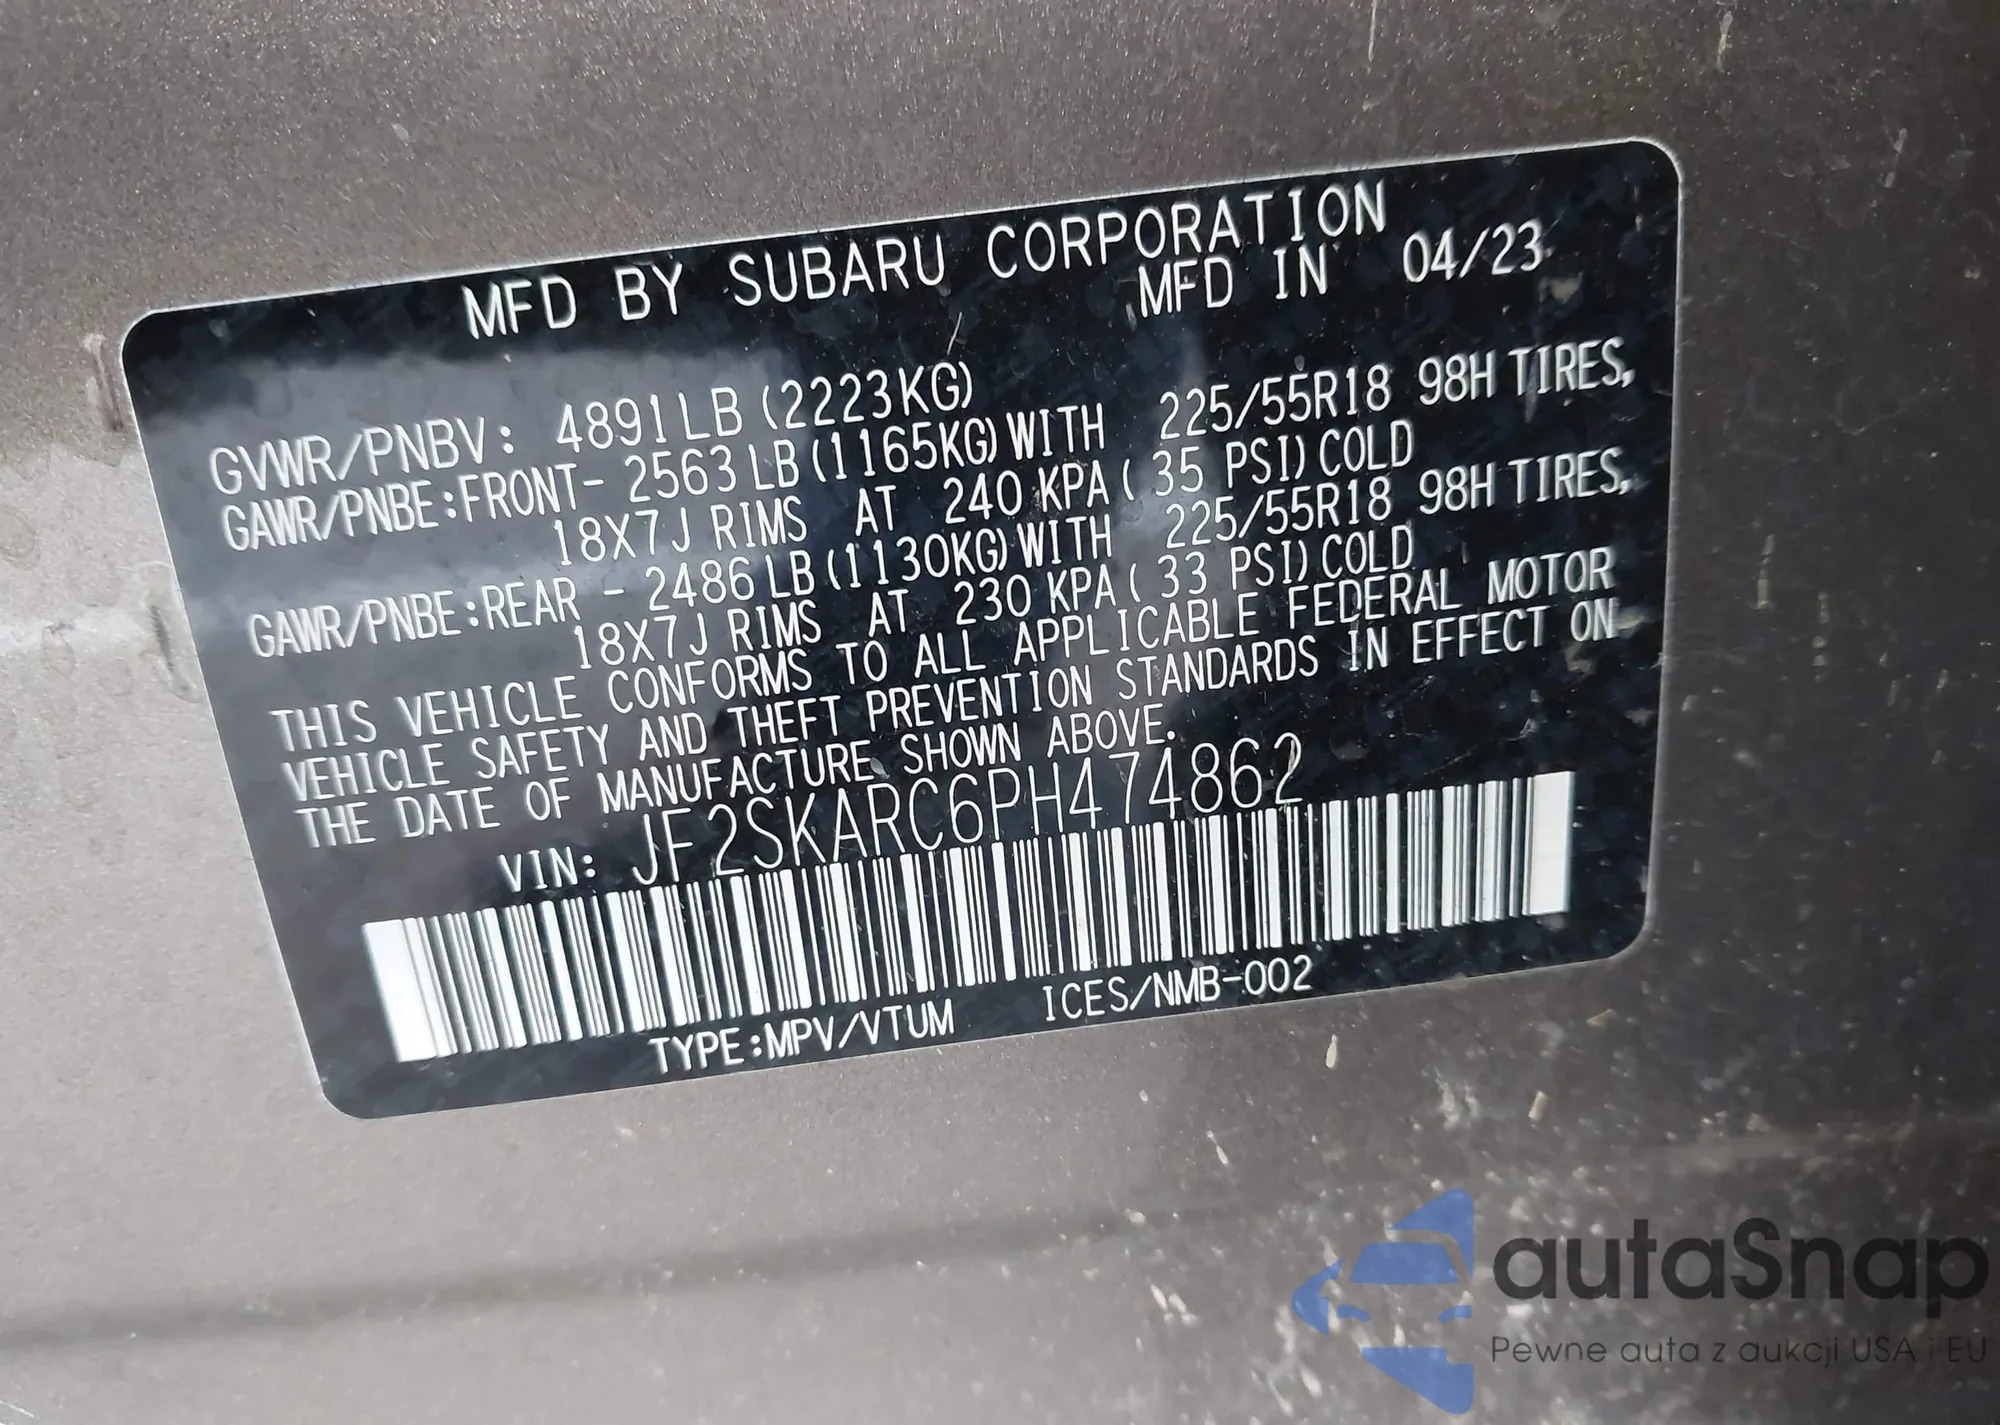 MFD BY SUBARU CORPORATION
MFD IN 04/23
GVWR/PNBV: 4891LB (2223KG)
GAWR/PNBE:FRONT- 2563 LB (1165KG) WITH 225/55R18 98H TIRES,
18X7J RIMS AT 240 KPA ( 35 PSI) COLD
GAWR/PNBE:REAR - 2486 LB (1130KG) WITH 225/55R18 98H TIRES,
18X7J RIMS AT 230 KPA ( 33 PSI) COLD
THIS VEHICLE CONFORMS TO ALL APPLICABLE FEDERAL MOTOR
VEHICLE SAFETY AND THEFT PREVENTION STANDARDS IN EFFECT ON
THE DATE OF MANUFACTURE SHOWN ABOVE.
VIN: JF2SKARC6PH474862
TYPE:MPV/VTUM ICES/NMB-002
autaSnap
Pewne auta z aukcji USA i EU